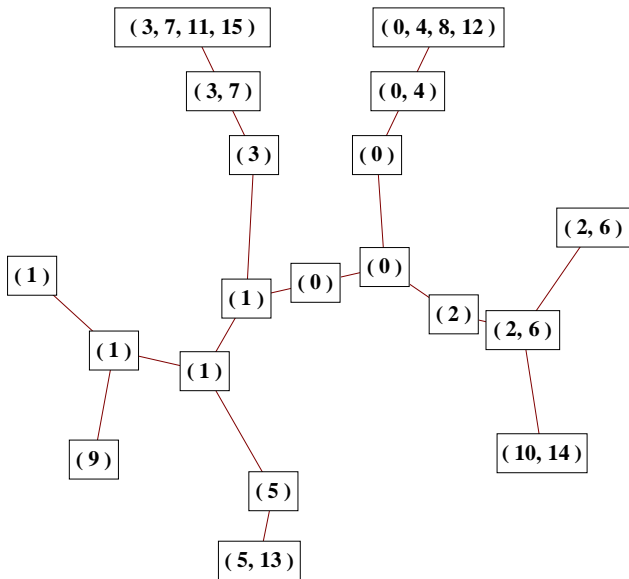 ( 3, 7, 11, 15 )
( 0, 4, 8, 12 )
( 3, 7 )
( 0, 4 )
( 3 )
( 0 )
( 2, 6 )
( 1 )
( 0 )
( 0 )
( 1 )
( 2 )
( 2, 6 )
( 1 )
( 1 )
( 9 )
( 10, 14 )
( 5 )
( 5, 13 )